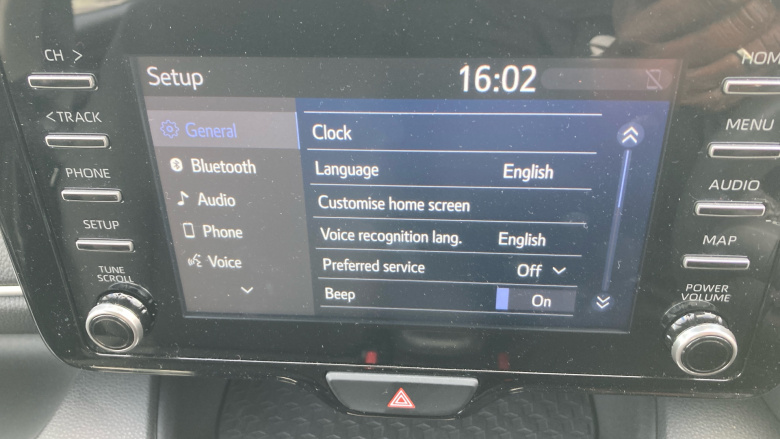 CH >
<TRACK
PHONE
SETUP
TUNE
SCROLL
Setup
16:02
General
Bluetooth
Audio
Phone
Voice
Clock
Language English
Customise home screen
Voice recognition lang. English
Preferred service Off
Beep On
HOM
MENU
AUDIO
MAP
POWER
VOLUME